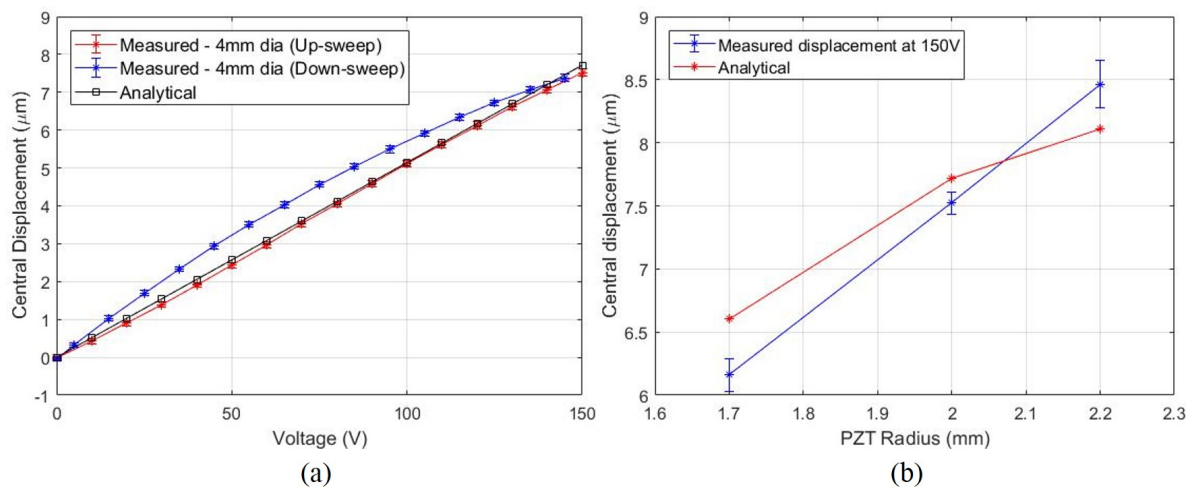 9
8
7
6
5
4
3
2
1
0
-1
0
50
100
150
Central Displacement (μm)
Voltage (V)
Measured - 4mm dia (Up-sweep)
Measured - 4mm dia (Down-sweep)
Analytical
(a)
9
8.5
8
7.5
7
6.5
6
1.6
1.7
1.8
1.9
2
2.1
2.2
2.3
Central displacement (μm)
PZT Radius (mm)
Measured displacement at 150V
Analytical
(b)